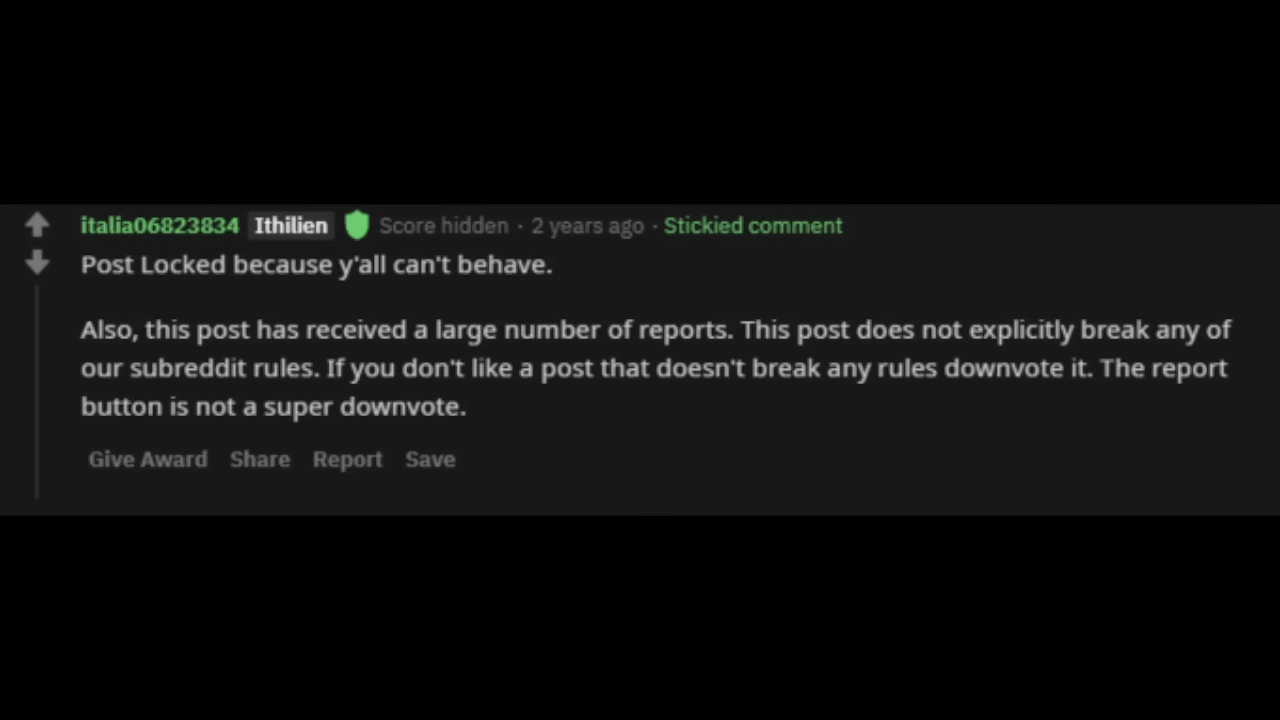 italia06823834 Ithilien Score hidden · 2 years ago · Stickied comment
Post Locked because y'all can't behave.
Also, this post has received a large number of reports. This post does not explicitly break any of
our subreddit rules. If you don't like a post that doesn't break any rules downvote it. The report
button is not a super downvote.
Give Award Share Report Save